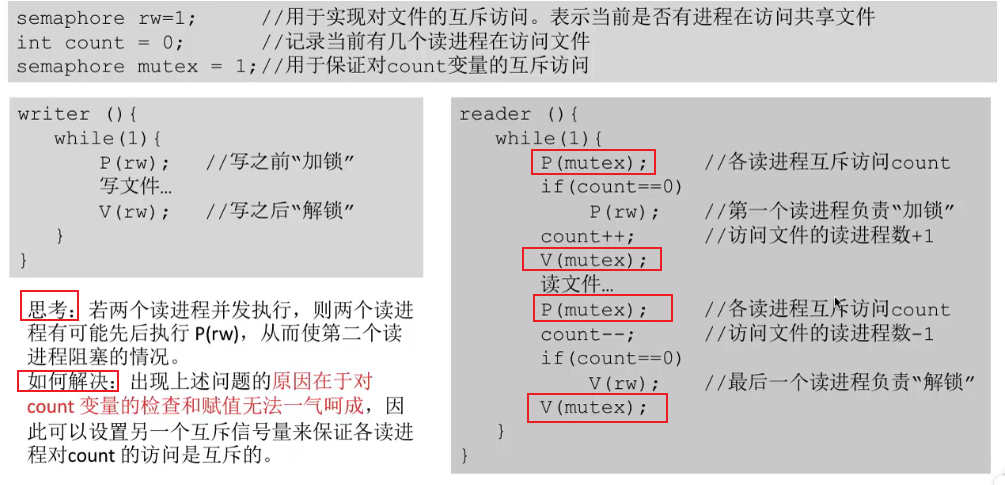 semaphore rw=1;        //用于实现对文件的互斥访问。表示当前是否有进程在访问共享文件
int count = 0;         //记录当前有几个读进程在访问文件
semaphore mutex = 1;//用于保证对count变量的互斥访问
writer (){
    while(1){
        P(rw);   //写之前“加锁”
        写文件…
        V(rw);   //写之后“解锁”
    }
}
思考：若两个读进程并发执行，则两个读进
程有可能先后执行 P(rw)，从而使第二个读
进程阻塞的情况。
如何解决：出现上述问题的原因在于对
count 变量的检查和赋值无法一气呵成，因
此可以设置另一个互斥信号量来保证各读进
程对count 的访问是互斥的。
reader (){
    while(1){
        P(mutex);      //各读进程互斥访问count
        if(count==0)
            P(rw);     //第一个读进程负责“加锁”
        count++;       //访问文件的读进程数+1
        V(mutex);
        读文件…
        P(mutex);      //各读进程互斥访问count
        count--;       //访问文件的读进程数-1
        if(count==0)
            V(rw);     //最后一个读进程负责“解锁”
        V(mutex);
    }
}